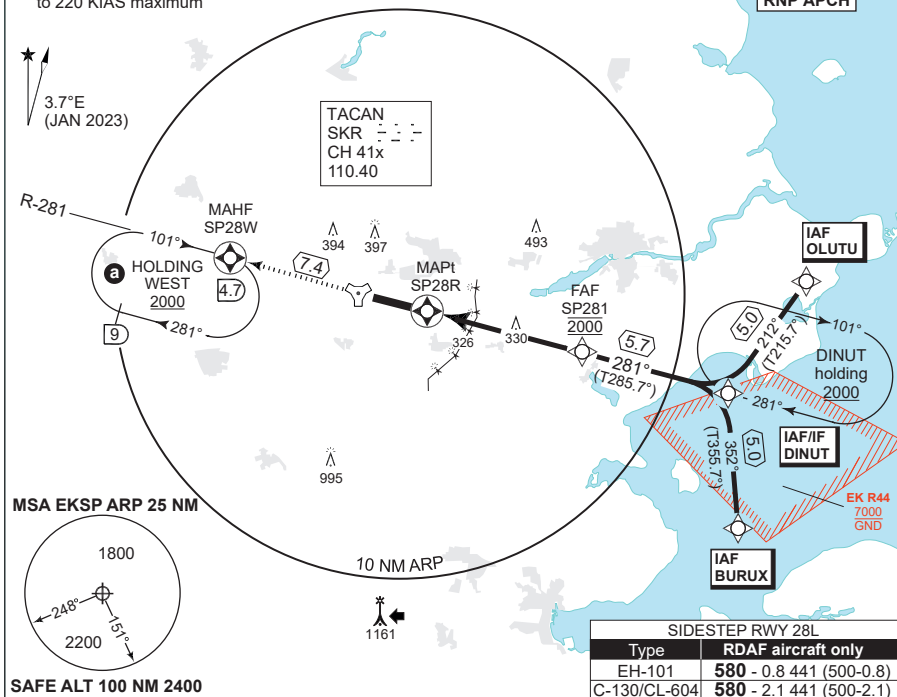 to 220 KIAS maximum
RNP APCH
3.7°E
(JAN 2023)
TACAN
SKR
CH 41x
110.40
R-281
101°
MAHF
SP28W
a
HOLDING
WEST
2000
4.7
281°
9
7.4
394
397
493
MAPt
SP28R
326
330
FAF
SP281
2000
5.7
281°
(T285.7°)
IAF
OLUTU
5.0
212°
(T215.7°)
101°
DINUT
holding
2000
281°
IAF/IF
DINUT
5.0
352°
(T355.7°)
EK R44
7000
GND
IAF
BURUX
995
10 NM ARP
1161
MSA EKSP ARP 25 NM
1800
248°
151°
2200
SAFE ALT 100 NM 2400
SIDESTEP RWY 28L
Type RDAF aircraft only
EH-101 580 - 0.8 441 (500-0.8)
C-130/CL-604 580 - 2.1 441 (500-2.1)